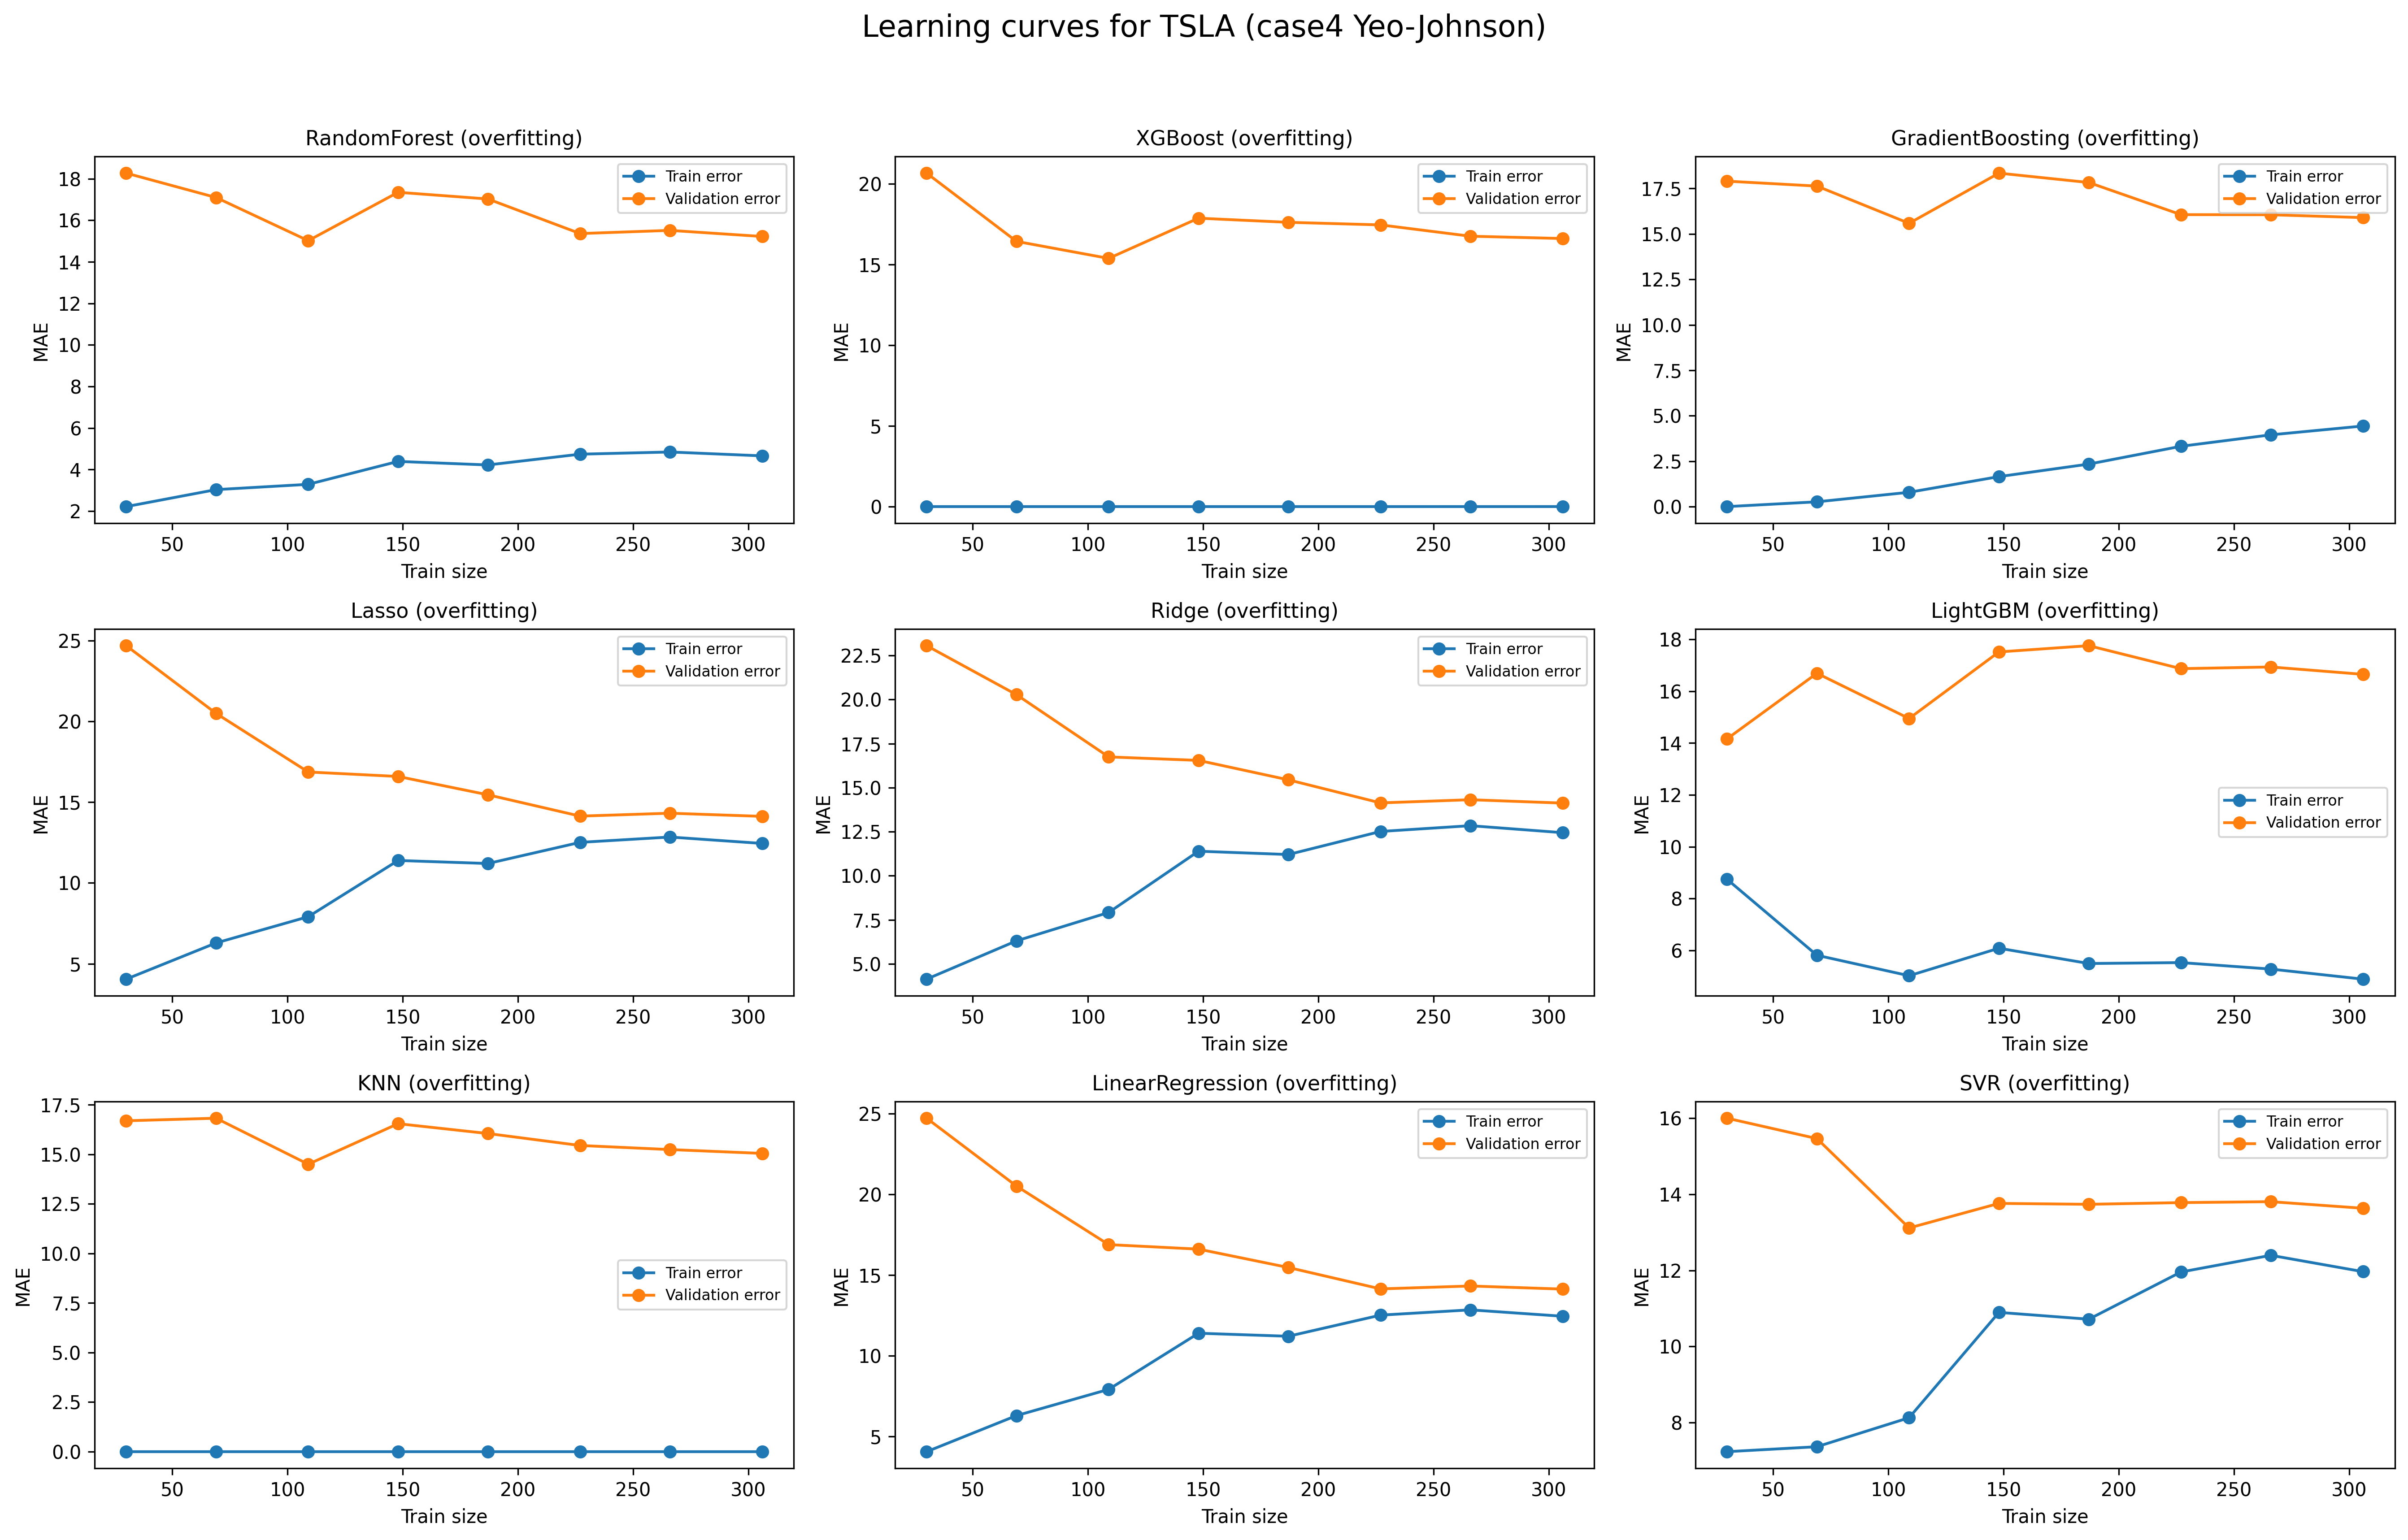 Learning curves for TSLA (case4 Yeo-Johnson)
RandomForest (overfitting)
MAE
18
16
14
12
10
8
6
4
2
Train error
Validation error
50 100 150 200 250 300
Train size
XGBoost (overfitting)
MAE
20
15
10
5
0
Train error
Validation error
50 100 150 200 250 300
Train size
GradientBoosting (overfitting)
MAE
17.5
15.0
12.5
10.0
7.5
5.0
2.5
0.0
Train error
Validation error
50 100 150 200 250 300
Train size
Lasso (overfitting)
MAE
25
20
15
10
5
Train error
Validation error
50 100 150 200 250 300
Train size
Ridge (overfitting)
MAE
22.5
20.0
17.5
15.0
12.5
10.0
7.5
5.0
Train error
Validation error
50 100 150 200 250 300
Train size
LightGBM (overfitting)
MAE
18
16
14
12
10
8
6
Train error
Validation error
50 100 150 200 250 300
Train size
KNN (overfitting)
MAE
17.5
15.0
12.5
10.0
7.5
5.0
2.5
0.0
Train error
Validation error
50 100 150 200 250 300
Train size
LinearRegression (overfitting)
MAE
25
20
15
10
5
Train error
Validation error
50 100 150 200 250 300
Train size
SVR (overfitting)
MAE
16
14
12
10
8
Train error
Validation error
50 100 150 200 250 300
Train size